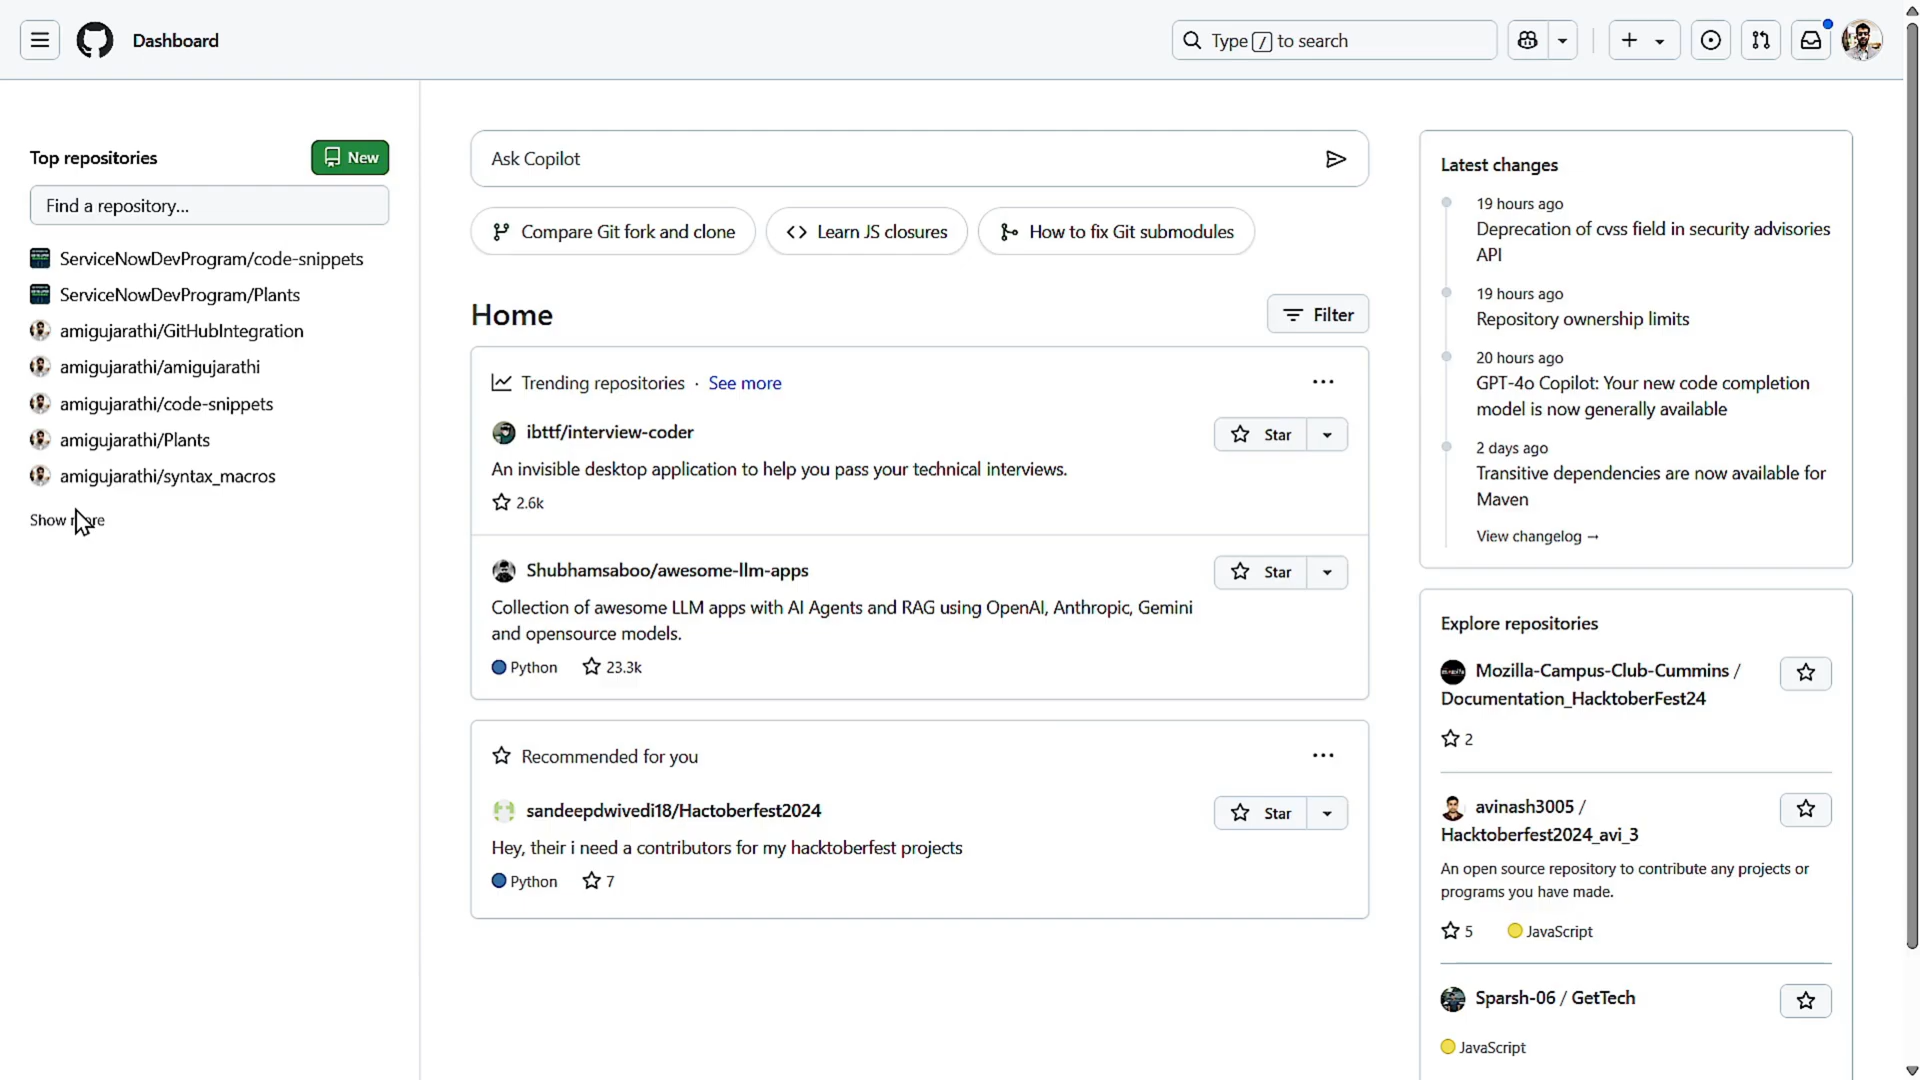 Dashboard
Type / to search
Top repositories
New
Find a repository...
ServiceNowDevProgram/code-snippets
ServiceNowDevProgram/Plants
amigujarathi/GitHubIntegration
amigujarathi/amigujarathi
amigujarathi/code-snippets
amigujarathi/Plants
amigujarathi/syntax_macros
Show more
Ask Copilot
Compare Git fork and clone
Learn JS closures
How to fix Git submodules
Home
Filter
Trending repositories · See more
ibttf/interview-coder
Star
An invisible desktop application to help you pass your technical interviews.
2.6k
Shubhamsaboo/awesome-llm-apps
Star
Collection of awesome LLM apps with AI Agents and RAG using OpenAI, Anthropic, Gemini
and opensource models.
Python 23.3k
Recommended for you
sandeepdwivedi18/Hactoberfest2024
Star
Hey, their i need a contributors for my hacktoberfest projects
Python 7
Latest changes
19 hours ago
Deprecation of cvss field in security advisories
API
19 hours ago
Repository ownership limits
20 hours ago
GPT-4o Copilot: Your new code completion
model is now generally available
2 days ago
Transitive dependencies are now available for
Maven
View changelog →
Explore repositories
Mozilla-Campus-Club-Cummins /
Documentation_HacktoberFest24
2
avinash3005 /
Hacktoberfest2024_avi_3
An open source repository to contribute any projects or
programs you have made.
5 JavaScript
Sparsh-06 / GetTech
JavaScript